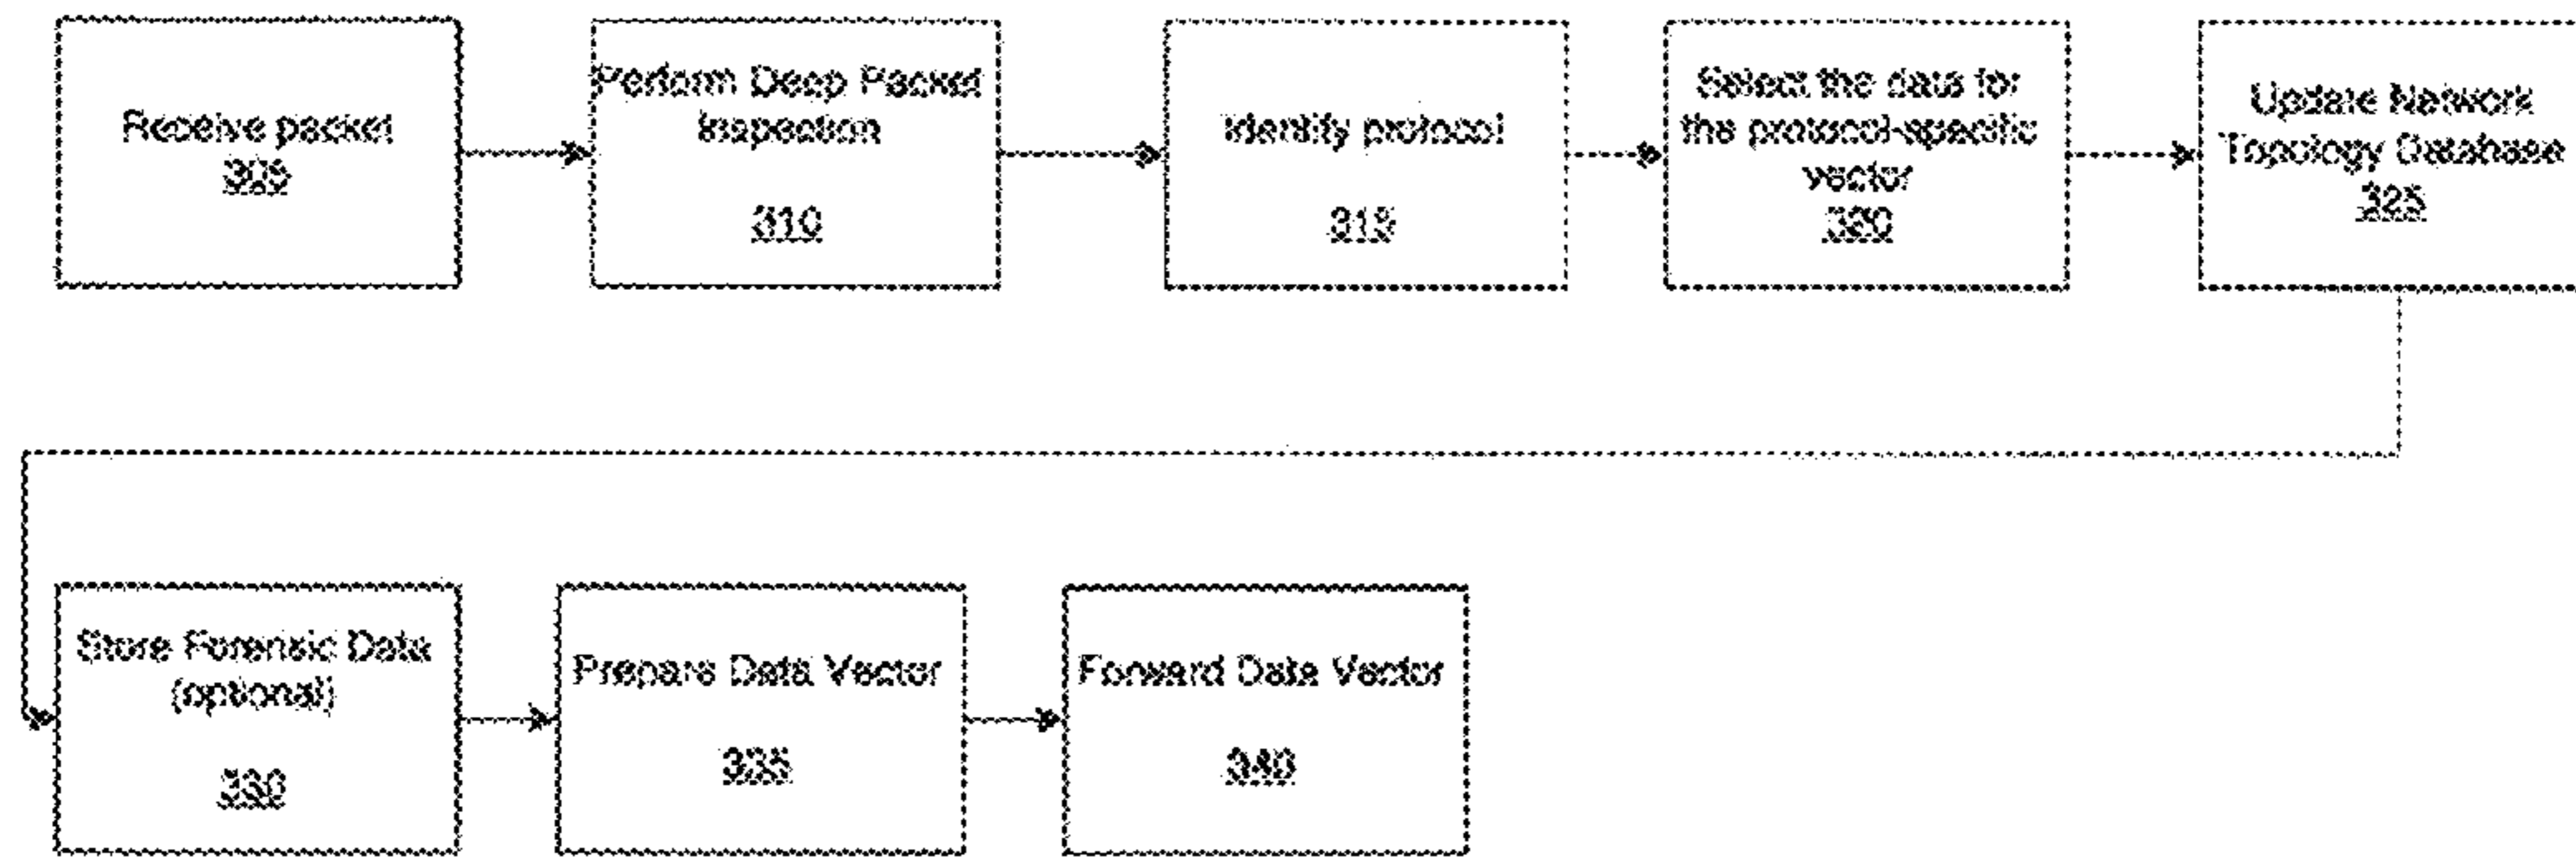 Receive packet
305
Perform Deep Packet
Inspection
310
Identify protocol
315
Select the data for
the protocol-specific
vector
320
Update Network
Topology Database
325
Store Forensic Data
(optional)
330
Prepare Data Vector
335
Forward Data Vector
340